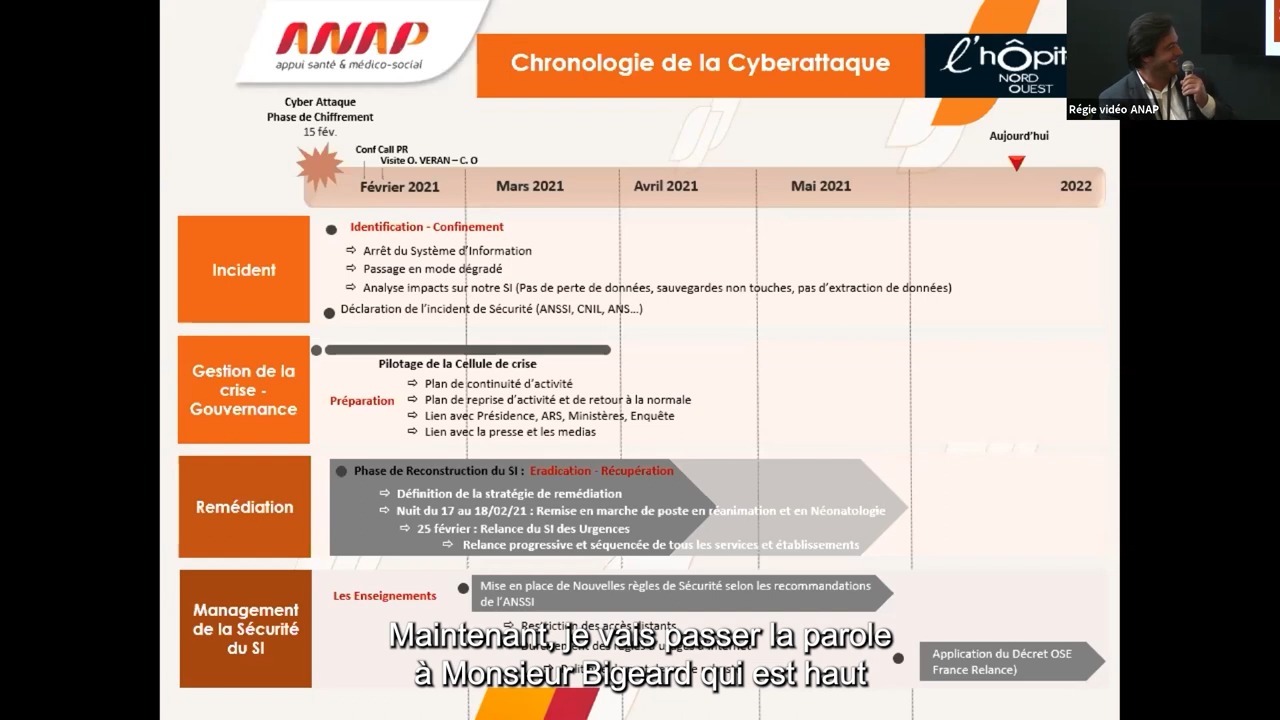 ANAP
appui santé & médico-social
Chronologie de la Cyberattaque
l'hôpit
NORD
OUEST
Régie vidéo ANAP
Cyber Attaque
Phase de Chiffrement
15 fév.
Conf Call PR
Visite O. VERAN – C. O
Aujourd'hui
Février 2021
Mars 2021
Avril 2021
Mai 2021
2022
Incident
Identification - Confinement
⇨ Arrêt du Système d'Information
⇨ Passage en mode dégradé
⇨ Analyse impacts sur notre SI (Pas de perte de données, sauvegardes non touches, pas d'extraction de données)
Déclaration de l'incident de Sécurité (ANSSI, CNIL, ANS…)
Gestion de la
crise -
Gouvernance
Pilotage de la Cellule de crise
Préparation
⇨ Plan de continuité d'activité
⇨ Plan de reprise d'activité et de retour à la normale
⇨ Lien avec Présidence, ARS, Ministères, Enquête
⇨ Lien avec la presse et les medias
Remédiation
Phase de Reconstruction du SI : Eradication - Récupération
⇨ Définition de la stratégie de remédiation
⇨ Nuit du 17 au 18/02/21 : Remise en marche de poste en réanimation et en Néonatologie
⇨ 25 février : Relance du SI des Urgences
⇨ Relance progressive et séquencée de tous les services et établissements
Management
de la Sécurité
du SI
Les Enseignements
Mise en place de Nouvelles règles de Sécurité selon les recommandations
de l'ANSSI
⇨ Restriction des accès distants
Application du Décret OSE
France Relance)
Maintenant, je vais passer la parole
à Monsieur Bigeard qui est haut